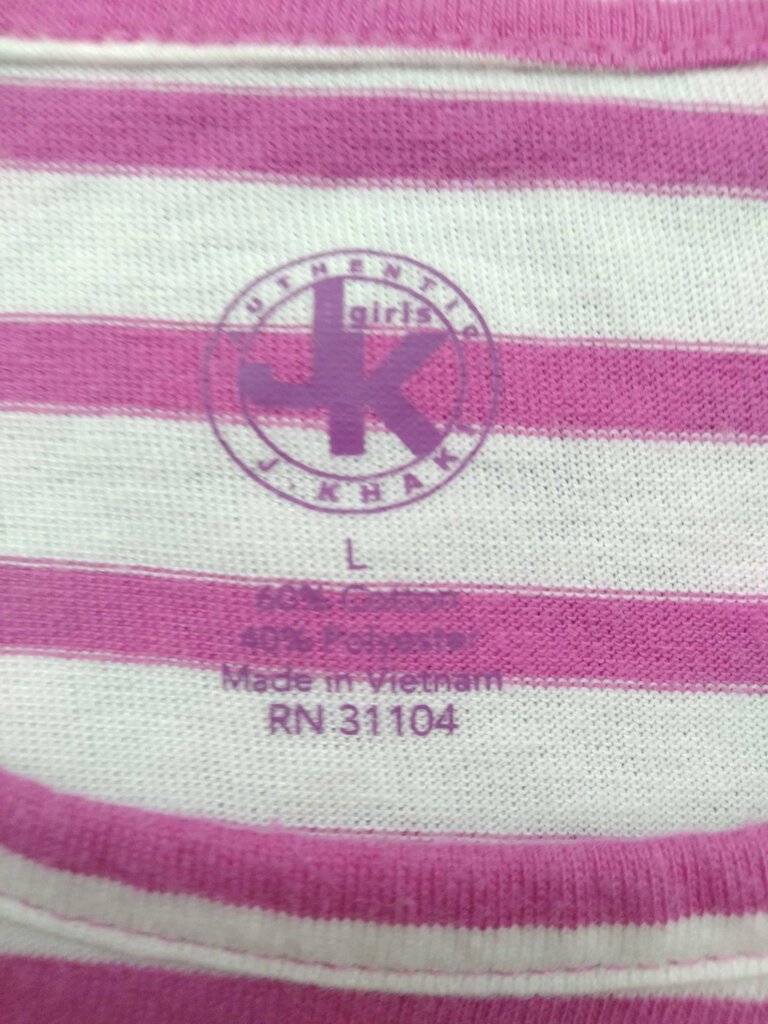 AUTHENTIC
girls
JK
J. KHAKI
L
60% Cotton
40% Polyester
Made in Vietnam
RN 31104